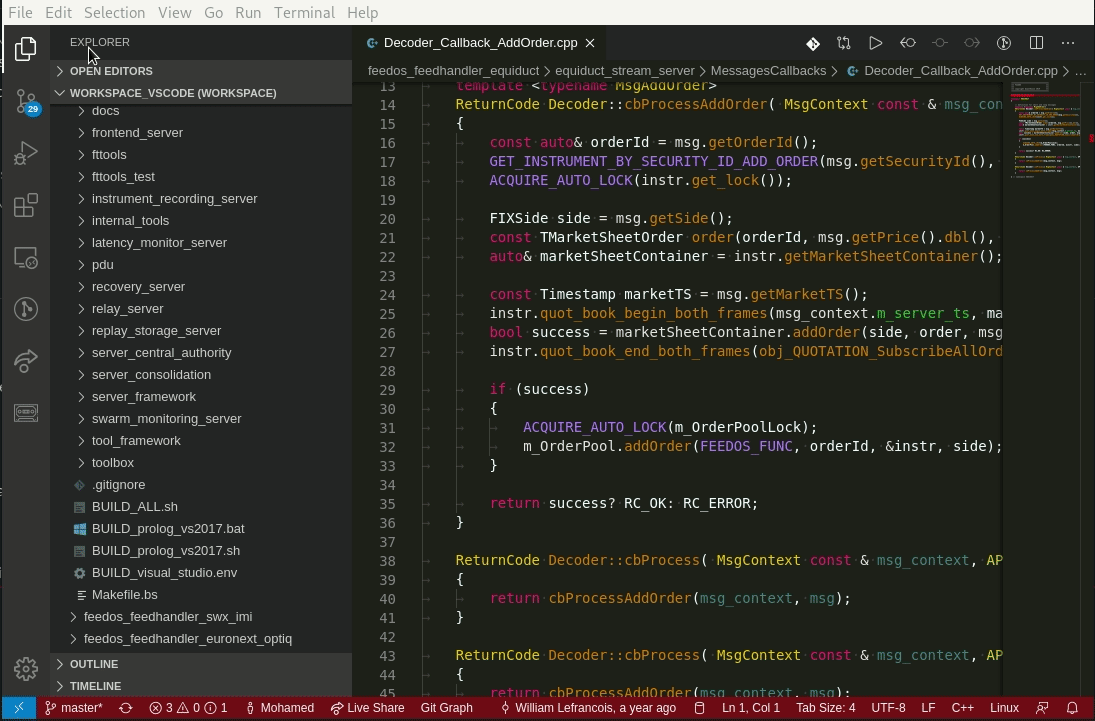 File Edit Selection View Go Run Terminal Help
EXPLORER
Decoder_Callback_AddOrder.cpp
OPEN EDITORS
WORKSPACE_VSCODE (WORKSPACE)
docs
frontend_server
fttools
fttools_test
instrument_recording_server
internal_tools
latency_monitor_server
pdu
recovery_server
relay_server
replay_storage_server
server_central_authority
server_consolidation
server_framework
swarm_monitoring_server
tool_framework
toolbox
.gitignore
BUILD_ALL.sh
BUILD_prolog_vs2017.bat
BUILD_prolog_vs2017.sh
BUILD_visual_studio.env
Makefile.bs
feedos_feedhandler_swx_imi
feedos_feedhandler_euronext_optiq
OUTLINE
TIMELINE
29
feedos_feedhandler_equiduct > equiduct_stream_server > MessagesCallbacks > Decoder_Callback_AddOrder.cpp > ...
13 template <typename MsgAddOrder>
14 ReturnCode Decoder::cbProcessAddOrder( MsgContext const & msg_con
15 {
16 const auto& orderId = msg.getOrderId();
17 GET_INSTRUMENT_BY_SECURITY_ID_ADD_ORDER(msg.getSecurityId(),
18 ACQUIRE_AUTO_LOCK(instr.get_lock());
19
20 FIXSide side = msg.getSide();
21 const TMarketSheetOrder order(orderId, msg.getPrice().dbl(),
22 auto& marketSheetContainer = instr.getMarketSheetContainer();
23
24 const Timestamp marketTS = msg.getMarketTS();
25 instr.quot_book_begin_both_frames(msg_context.m_server_ts, ma
26 bool success = marketSheetContainer.addOrder(side, order, msg
27 instr.quot_book_end_both_frames(obj_QUOTATION_SubscribeAllOrd
28
29 if (success)
30 {
31 ACQUIRE_AUTO_LOCK(m_OrderPoolLock);
32 m_OrderPool.addOrder(FEEDOS_FUNC, orderId, &instr, side);
33 }
34
35 return success? RC_OK: RC_ERROR;
36 }
37
38 ReturnCode Decoder::cbProcess( MsgContext const & msg_context, AP
39 {
40 return cbProcessAddOrder(msg_context, msg);
41 }
42
43 ReturnCode Decoder::cbProcess( MsgContext const & msg_context, AP
44 {
45 return cbProcessAddOrder(msg_context, msg);
master* 3 0 1 Mohamed Live Share Git Graph William Lefrancois, a year ago Ln 1, Col 1 Tab Size: 4 UTF-8 LF C++ Linux